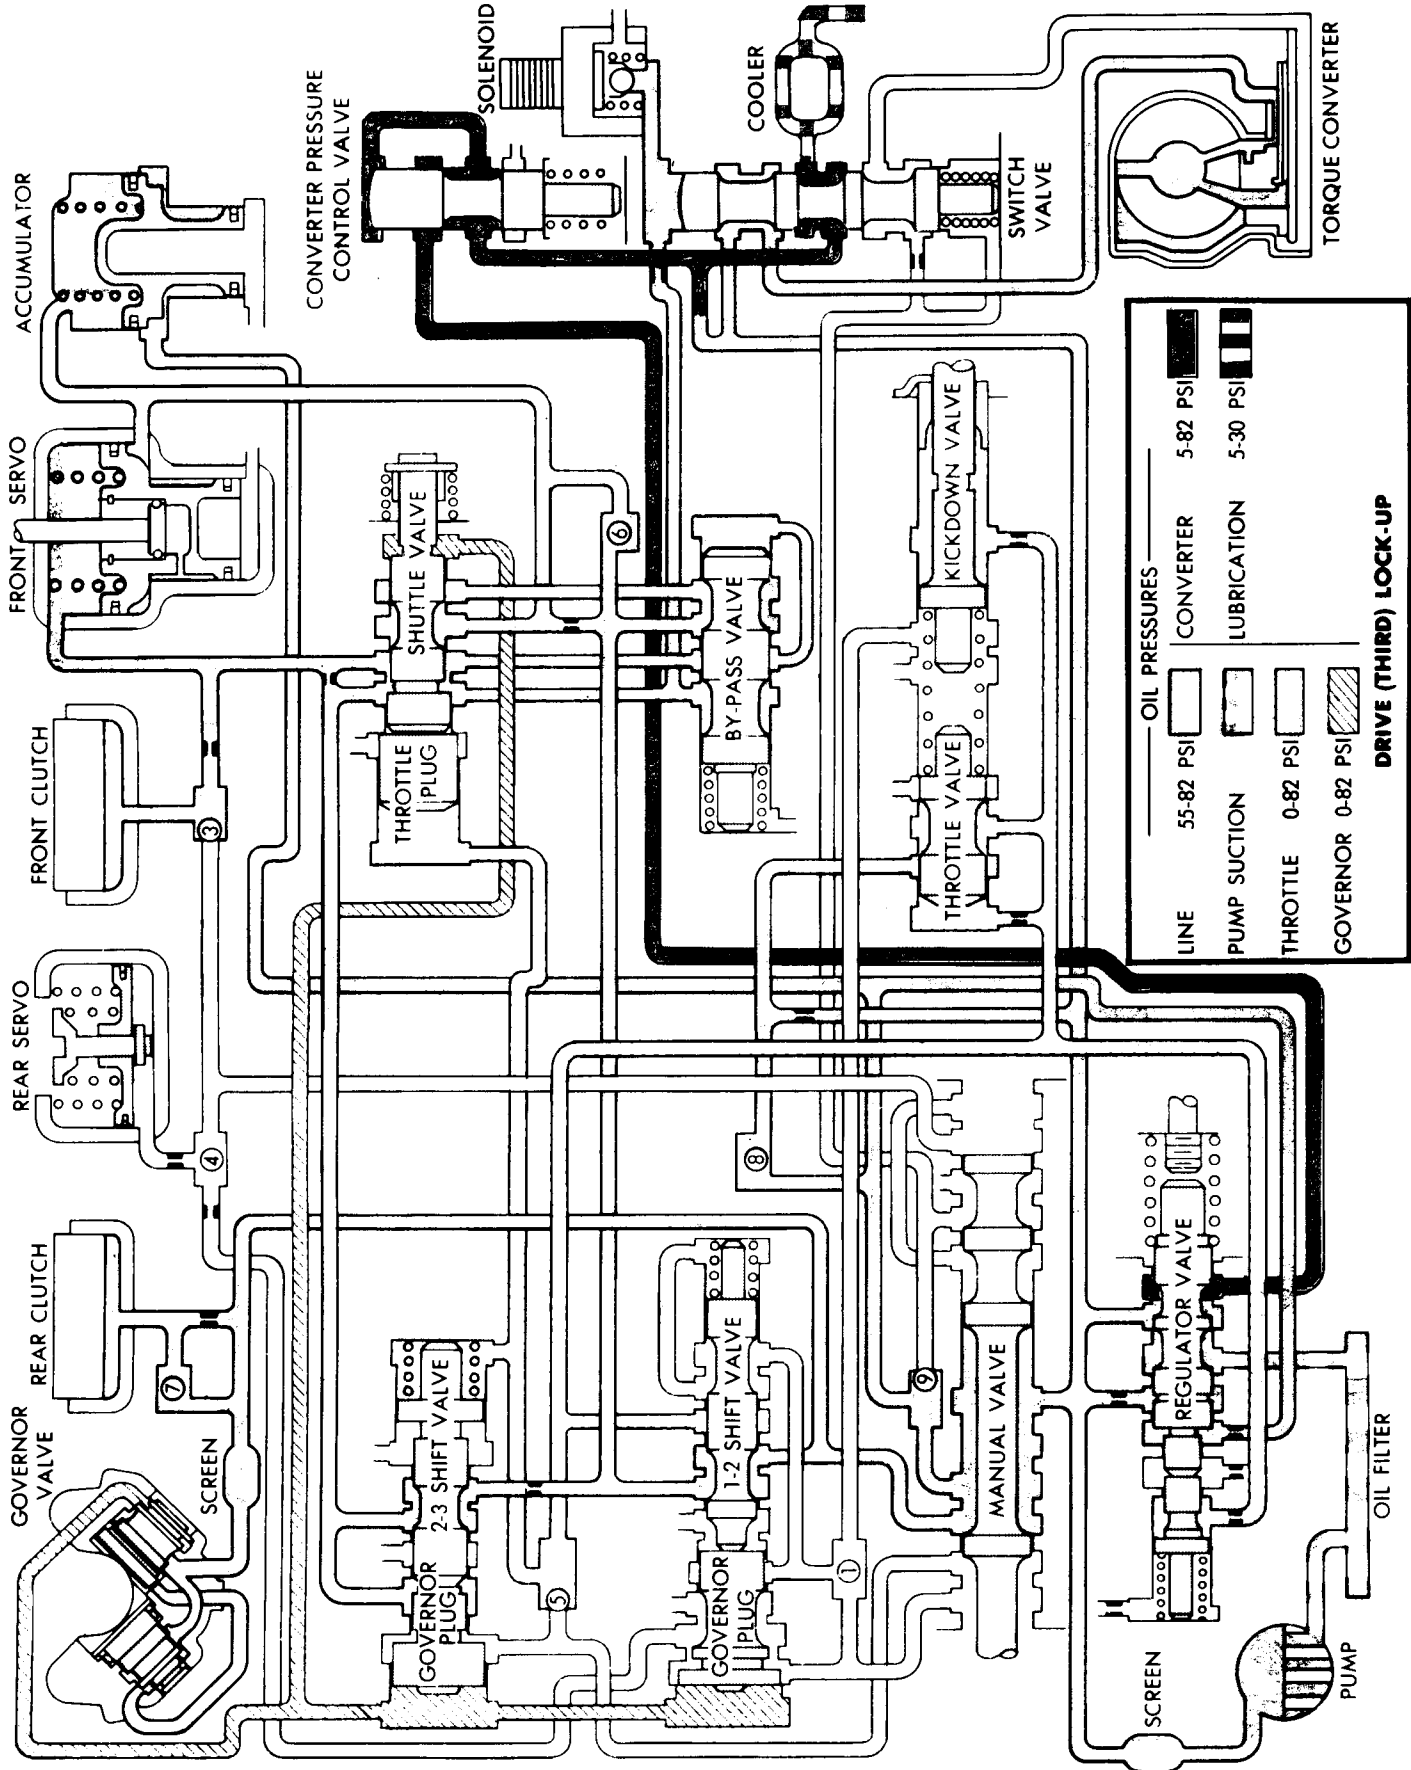 GOVERNOR
VALVE
REAR CLUTCH
REAR SERVO
FRONT CLUTCH
FRONT SERVO
ACCUMULATOR
SCREEN
7
4
3
CONVERTER PRESSURE
CONTROL VALVE
SOLENOID
GOVERNOR
PLUG
2-3 SHIFT VALVE
THROTTLE
PLUG
SHUTTLE VALVE
5
6
GOVERNOR
PLUG
1-2 SHIFT VALVE
BY-PASS VALVE
8
COOLER
1
9
THROTTLE VALVE
KICKDOWN VALVE
MANUAL VALVE
SWITCH
VALVE
SCREEN
REGULATOR VALVE
PUMP
OIL FILTER
TORQUE CONVERTER
OIL PRESSURES
LINE 55-82 PSI
CONVERTER 5-82 PSI
PUMP SUCTION
LUBRICATION 5-30 PSI
THROTTLE 0-82 PSI
GOVERNOR 0-82 PSI
DRIVE (THIRD) LOCK-UP